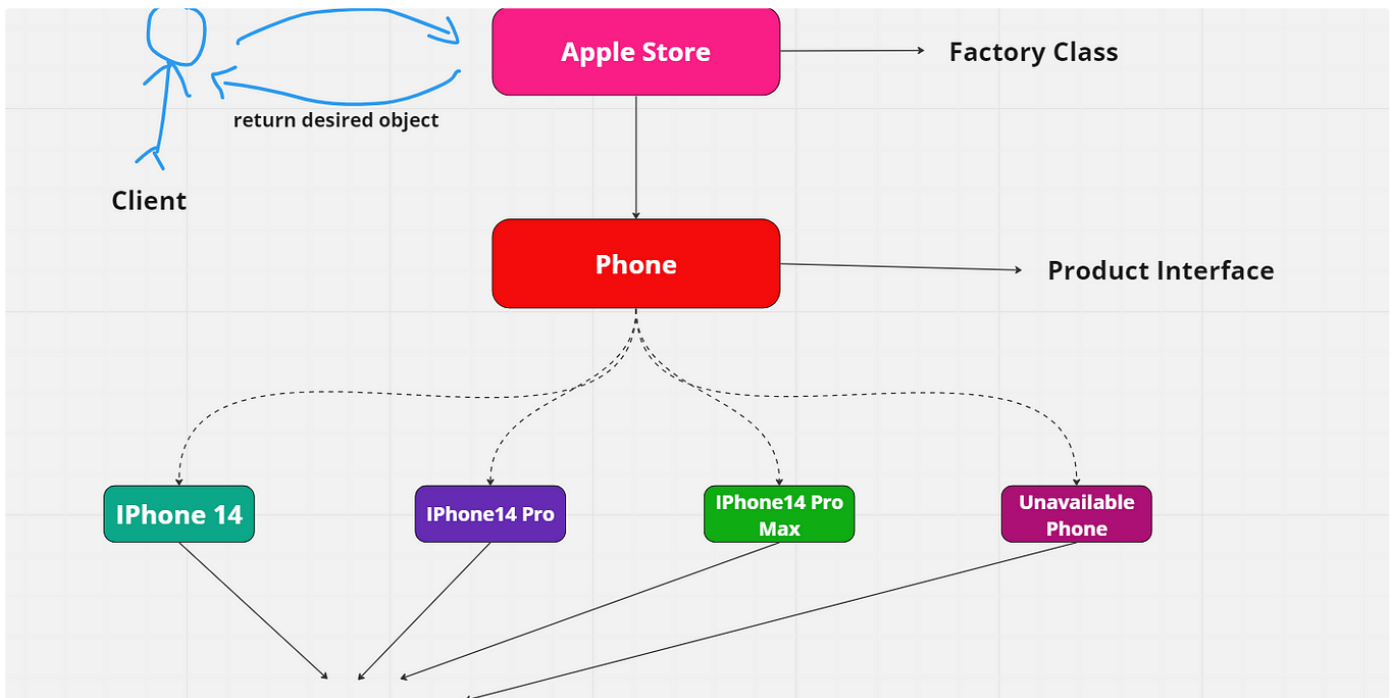 Apple Store
Factory Class
return desired object
Client
Phone
Product Interface
IPhone 14
IPhone14 Pro
IPhone14 Pro
Max
Unavailable
Phone